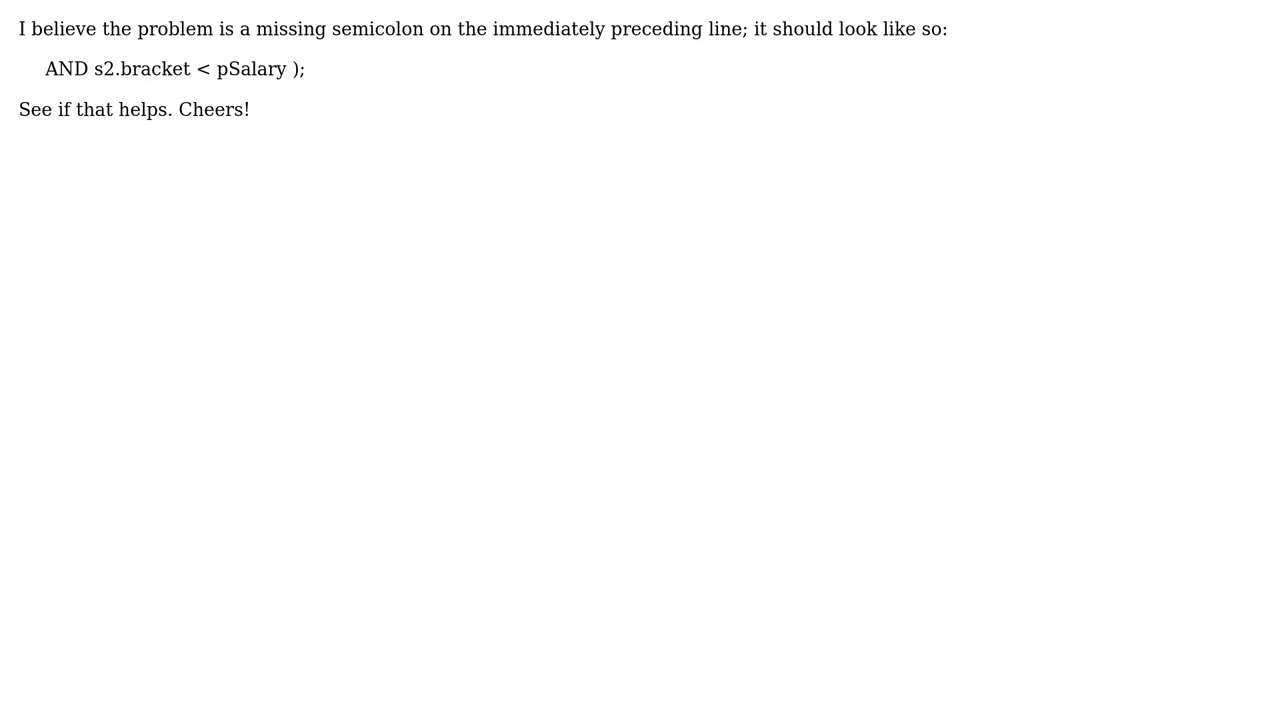 I believe the problem is a missing semicolon on the immediately preceding line; it should look like so:
AND s2.bracket < pSalary );
See if that helps. Cheers!